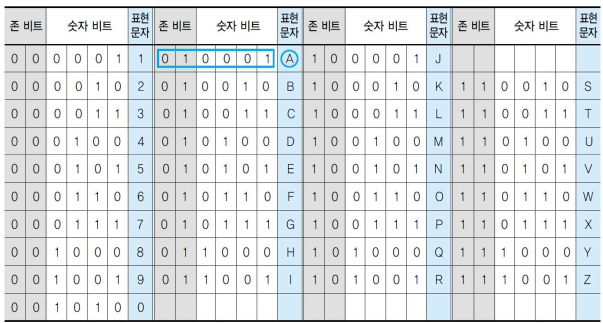 존 비트 숫자 비트 표현 문자 존 비트 숫자 비트 표현 문자 존 비트 숫자 비트 표현 문자 존 비트 숫자 비트 표현 문자
0 0 0 0 0 1 1 0 1 0 0 0 1 A 1 0 0 0 0 1 J
0 0 0 0 1 0 2 0 1 0 0 1 0 B 1 0 0 0 1 0 K 1 1 0 0 1 0 S
0 0 0 0 1 1 3 0 1 0 0 1 1 C 1 0 0 0 1 1 L 1 1 0 0 1 1 T
0 0 0 1 0 0 4 0 1 0 1 0 0 D 1 0 0 1 0 0 M 1 1 0 1 0 0 U
0 0 0 1 0 1 5 0 1 0 1 0 1 E 1 0 0 1 0 1 N 1 1 0 1 0 1 V
0 0 0 1 1 0 6 0 1 0 1 1 0 F 1 0 0 1 1 0 O 1 1 0 1 1 0 W
0 0 0 1 1 1 7 0 1 0 1 1 1 G 1 0 0 1 1 1 P 1 1 0 1 1 1 X
0 0 1 0 0 0 8 0 1 1 0 0 0 H 1 0 1 0 0 0 Q 1 1 1 0 0 0 Y
0 0 1 0 0 1 9 0 1 1 0 0 1 I 1 0 1 0 0 1 R 1 1 1 0 0 1 Z
0 0 1 0 1 0 0